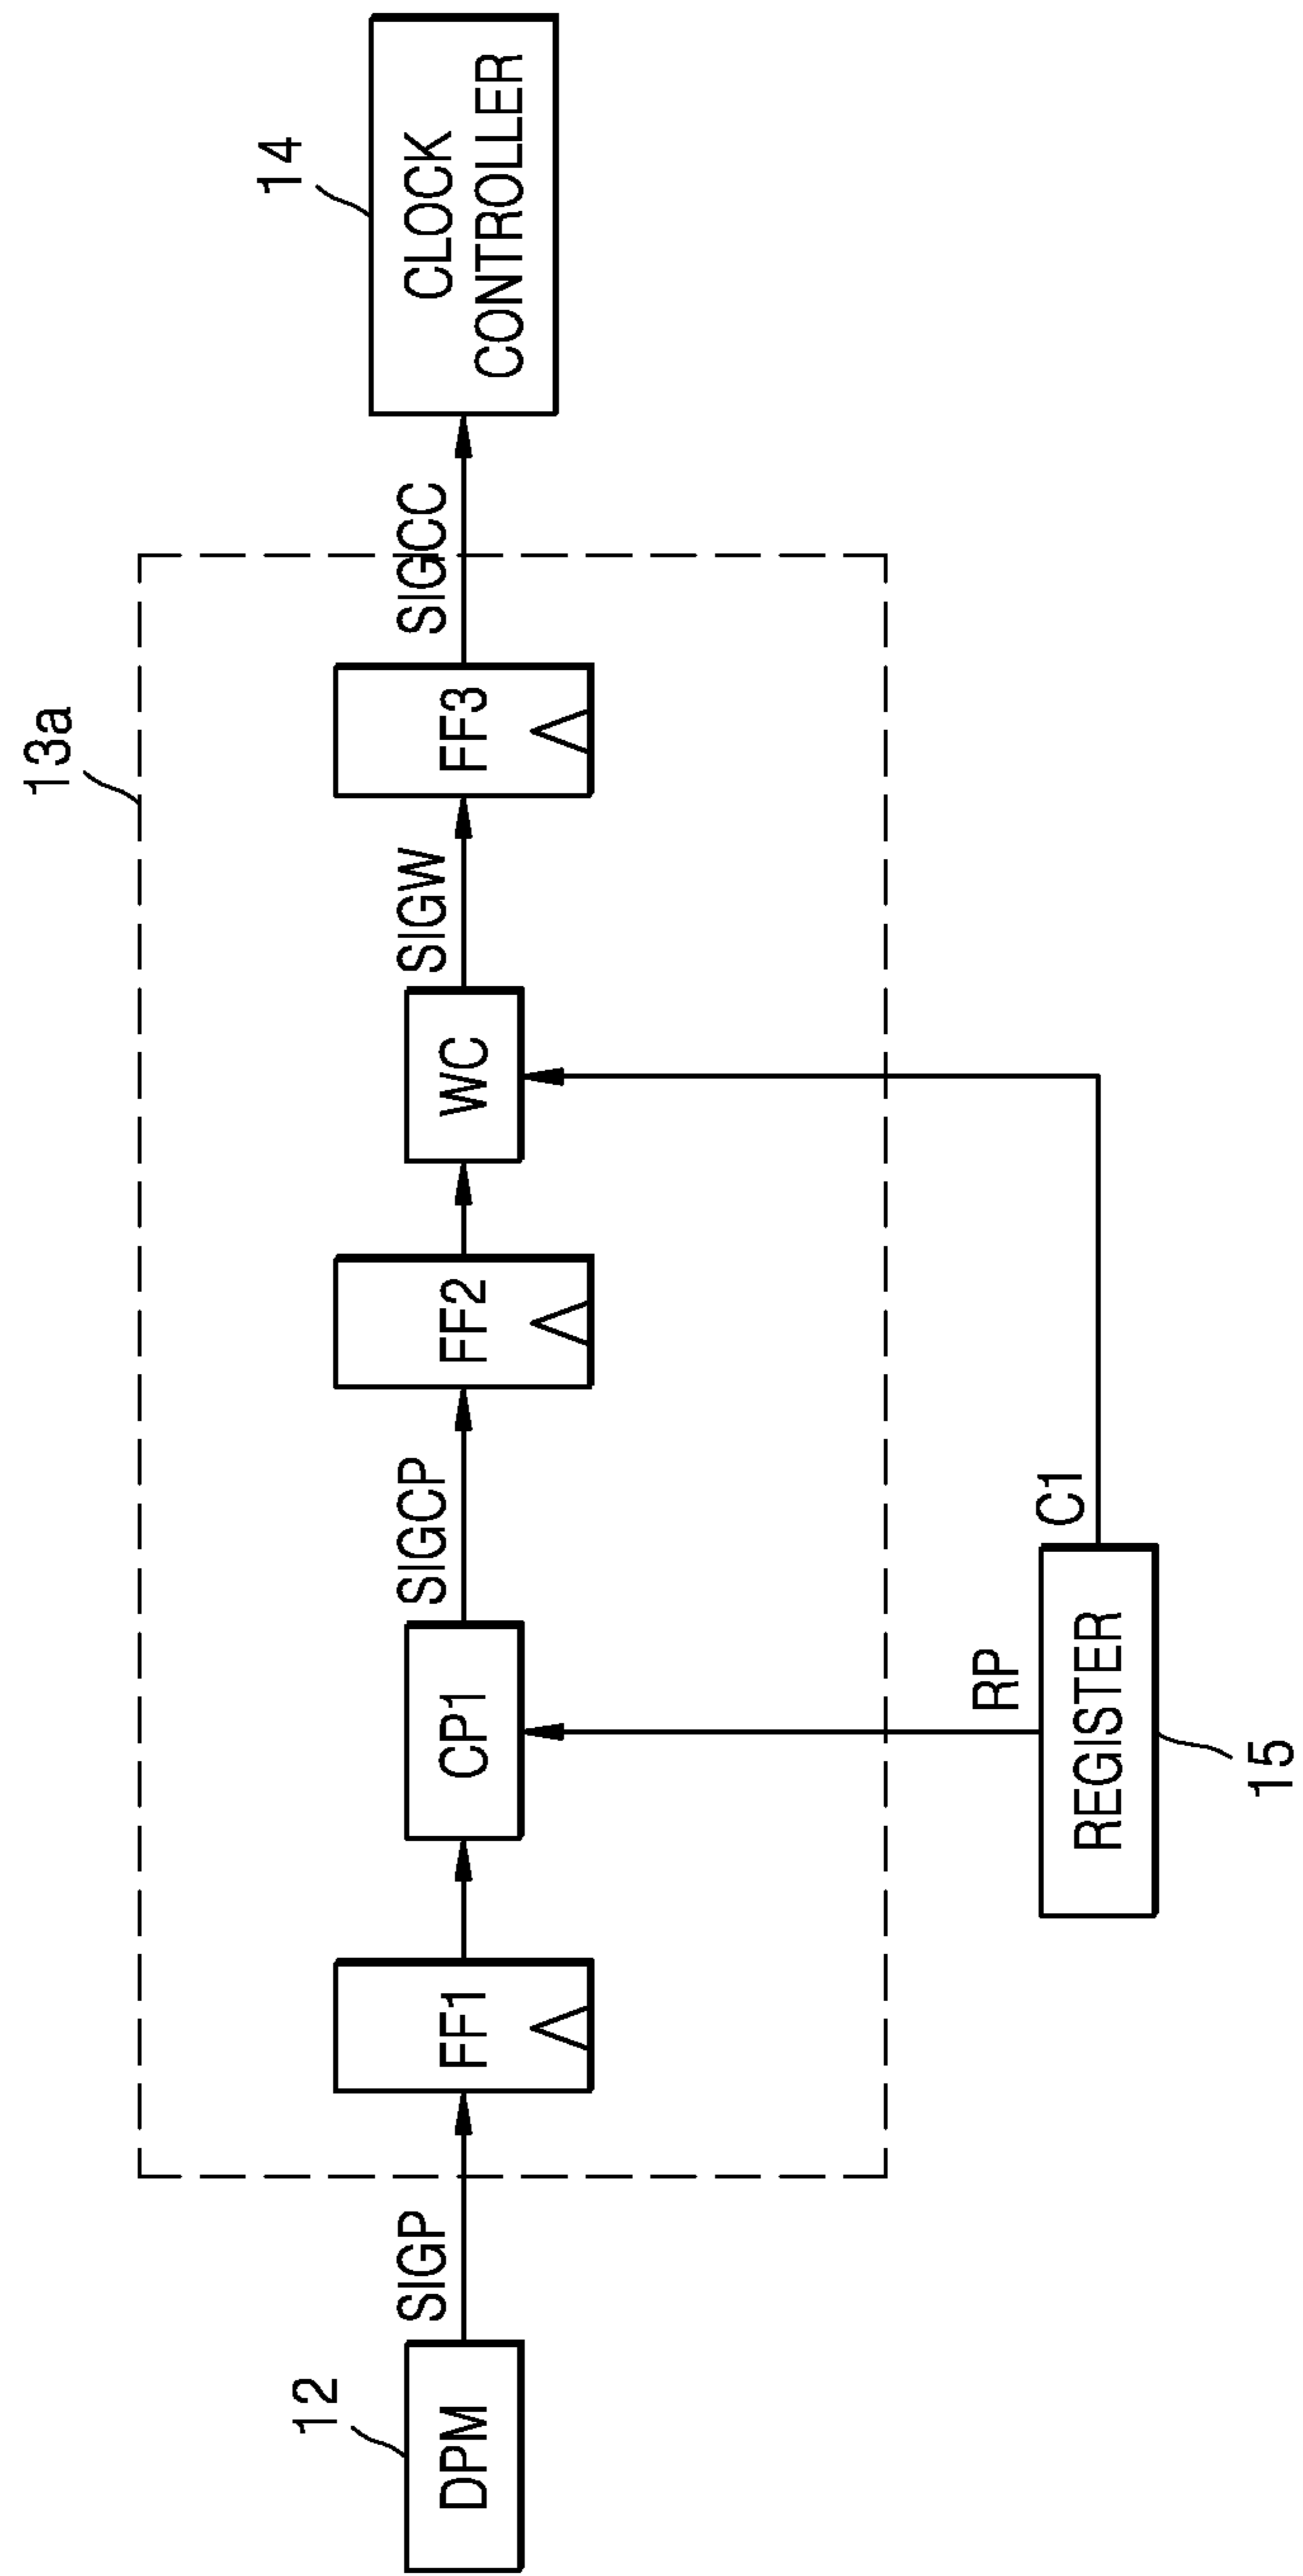 13a
12
14
DPM
SIGP
FF1
CP1
SIGCP
FF2
WC
SIGW
FF3
SIGCC
CLOCK
CONTROLLER
RP
C1
REGISTER
15